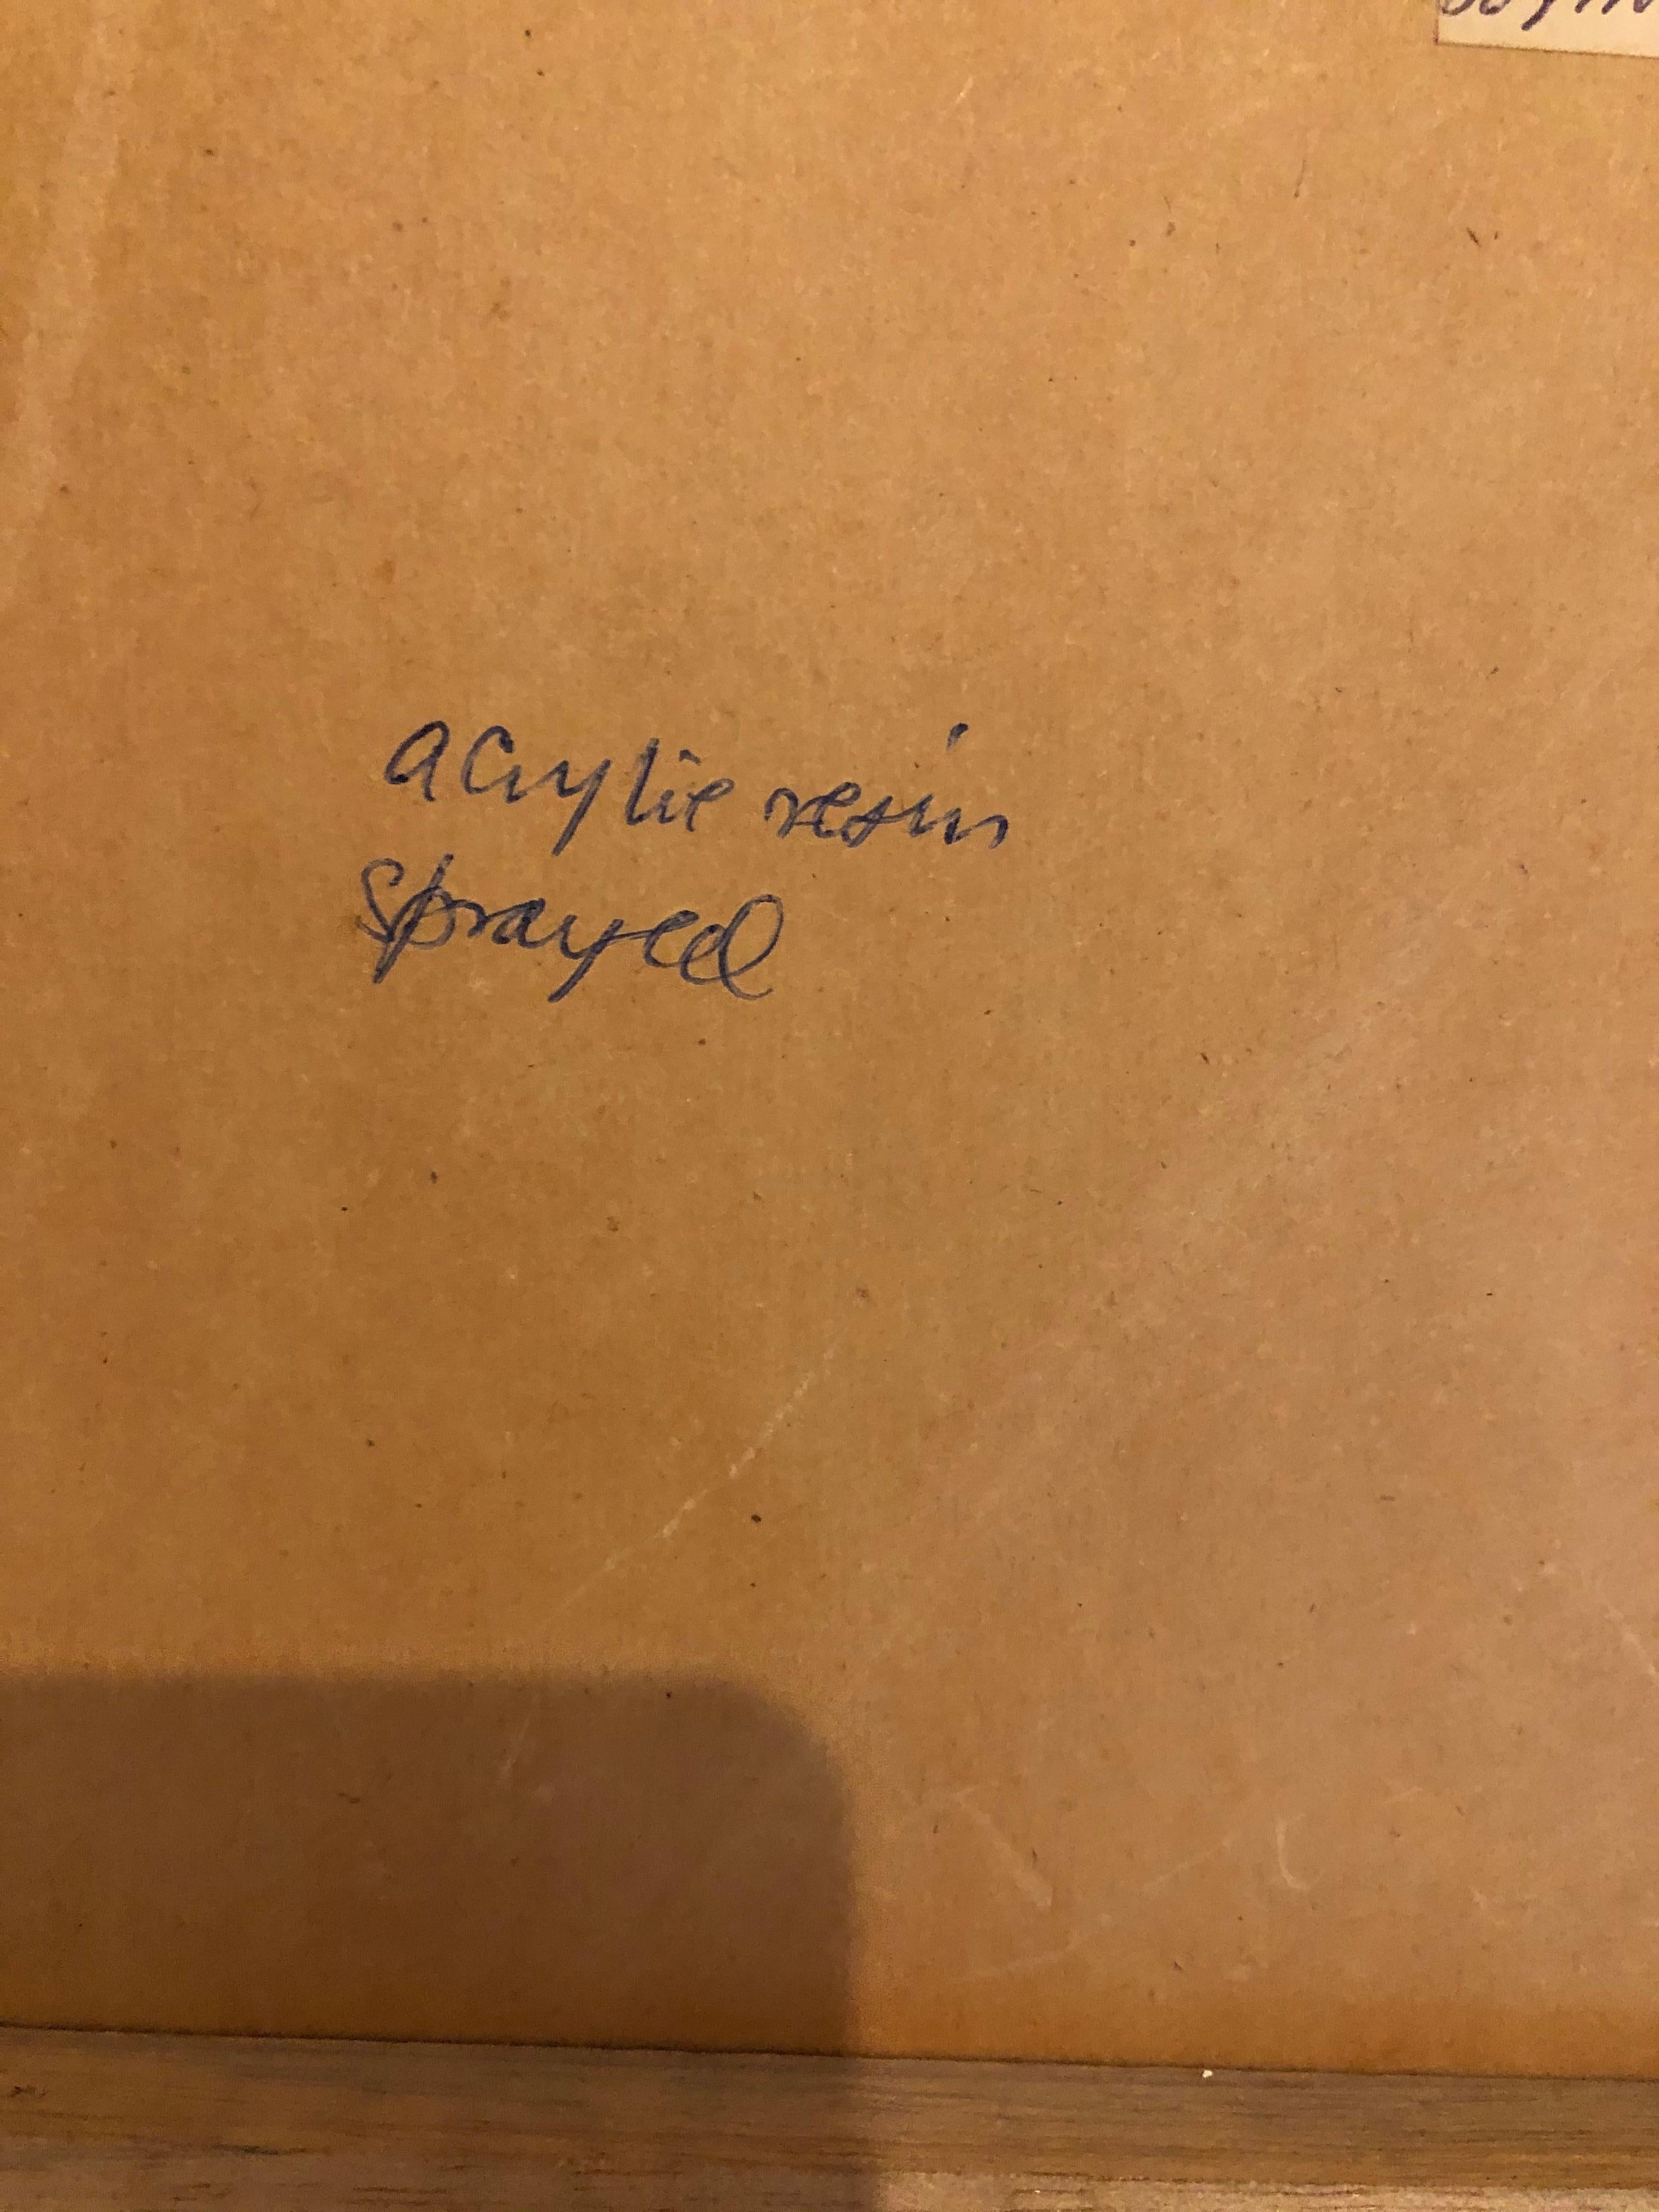 acrylic resin
sprayed